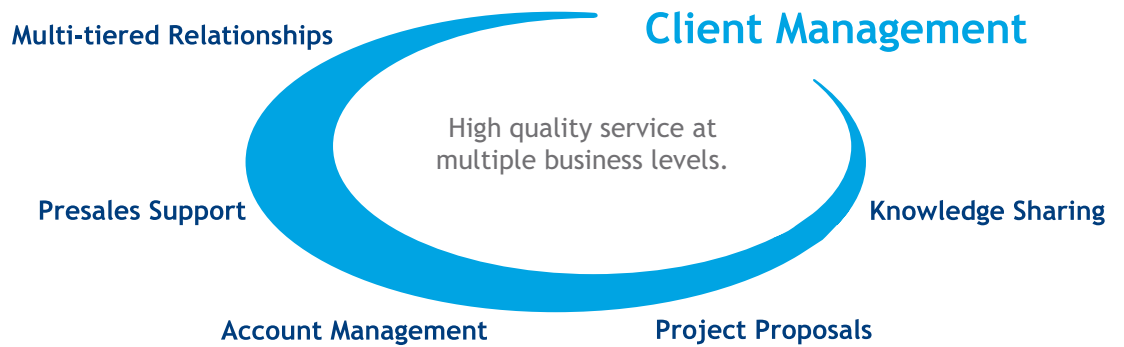 Client Management
Multi-tiered Relationships
High quality service at
multiple business levels.
Presales Support
Knowledge Sharing
Account Management
Project Proposals